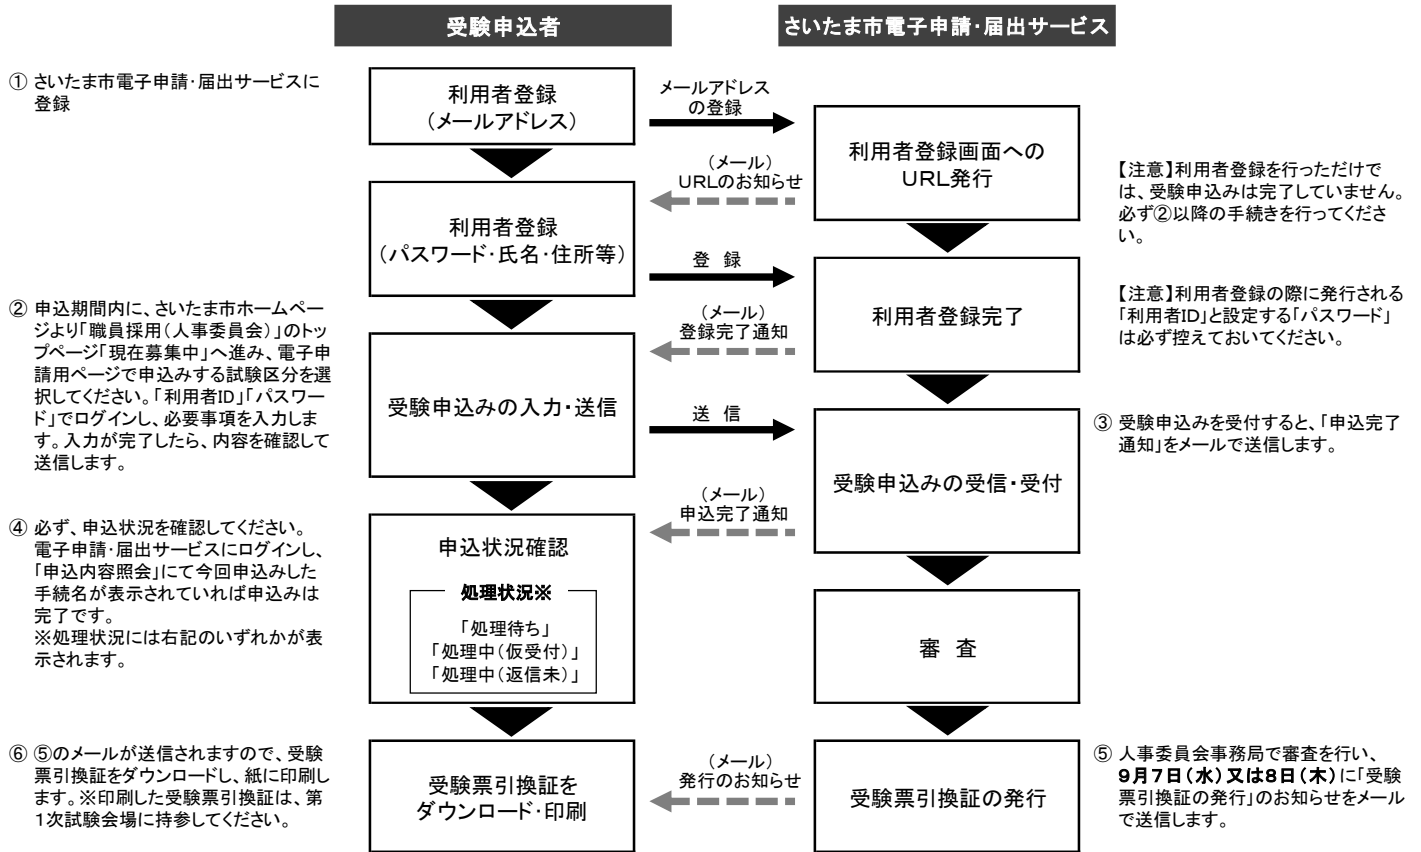 受験申込者
さいたま市電子申請・届出サービス
① さいたま市電子申請・届出サービスに
登録
利用者登録
（メールアドレス）
メールアドレス
の登録
利用者登録画面への
ＵＲＬ発行
（メール）
ＵＲＬのお知らせ
【注意】利用者登録を行っただけで
は、受験申込みは完了していません。
必ず②以降の手続きを行ってくださ
い。
利用者登録
（パスワード・氏名・住所等）
登　録
利用者登録完了
【注意】利用者登録の際に発行される
「利用者ID」と設定する「パスワード」
は必ず控えておいてください。
② 申込期間内に、さいたま市ホームペー
ジより「職員採用（人事委員会）」のトッ
プページ「現在募集中」へ進み、電子申
請用ページで申込みする試験区分を選
択してください。「利用者ID」「パスワー
ド」でログインし、必要事項を入力しま
す。入力が完了したら、内容を確認して
送信します。
（メール）
登録完了通知
受験申込みの入力・送信
送　信
受験申込みの受信・受付
③ 受験申込みを受付すると、「申込完了
通知」をメールで送信します。
（メール）
申込完了通知
④ 必ず、申込状況を確認してください。
電子申請・届出サービスにログインし、
「申込内容照会」にて今回申込みした
手続名が表示されていれば申込みは
完了です。
※処理状況には右記のいずれかが表
示されます。
申込状況確認
処理状況※
「処理待ち」
「処理中（仮受付）」
「処理中（返信未）」
審　査
⑥ ⑤のメールが送信されますので、受験
票引換証をダウンロードし、紙に印刷し
ます。※印刷した受験票引換証は、第
１次試験会場に持参してください。
受験票引換証を
ダウンロード・印刷
（メール）
発行のお知らせ
受験票引換証の発行
⑤ 人事委員会事務局で審査を行い、
９月７日（水）又は８日（木）に「受験
票引換証の発行」のお知らせをメール
で送信します。